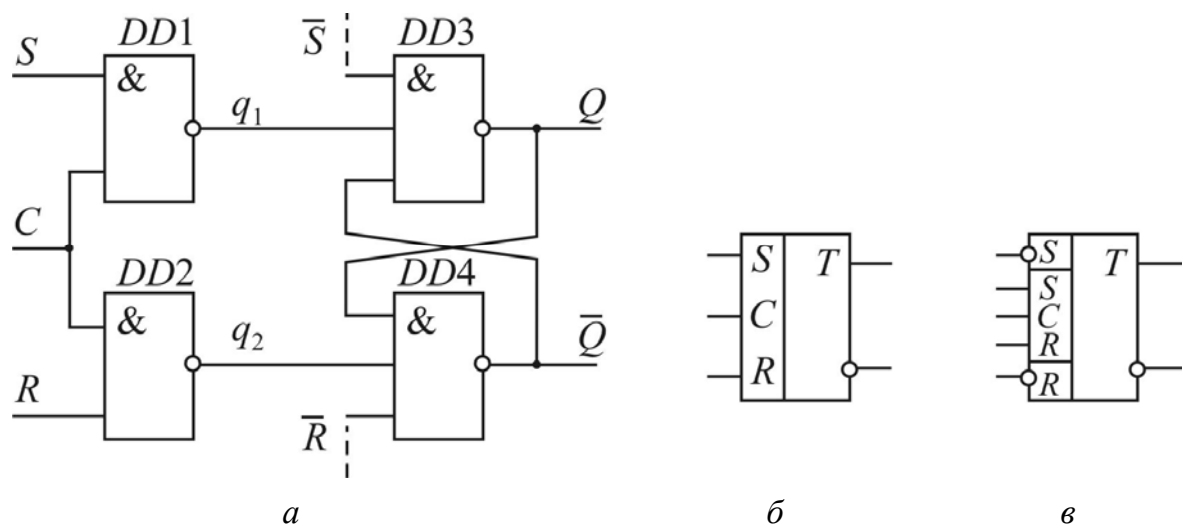 S
DD1
&
q₁
S̅
DD3
&
Q
C
DD2
&
q₂
R
DD4
&
Q̅
R̅
S
C
R
T
S
S
C
R
R
T
а
б
в